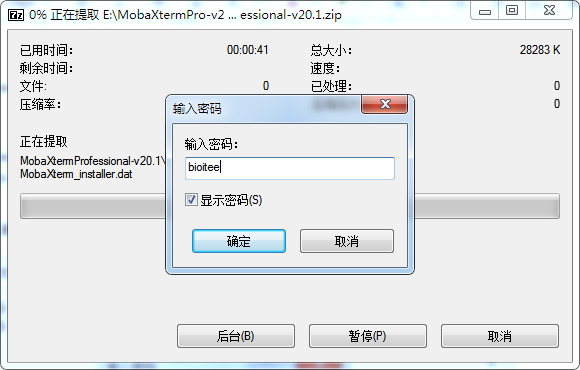 0% 正在提取 E:\MobaXtermPro-v2 ... essional-v20.1.zip
已用时间: 00:00:41 总大小: 28283 K
剩余时间: 速度:
文件: 0 已处理: 0
压缩率: 0
输入密码
正在提取
MobaXtermProfessional-v20.1\
MobaXterm_installer.dat
输入密码:
bioitee
显示密码(S)
确定 取消
后台(B) 暂停(P) 取消